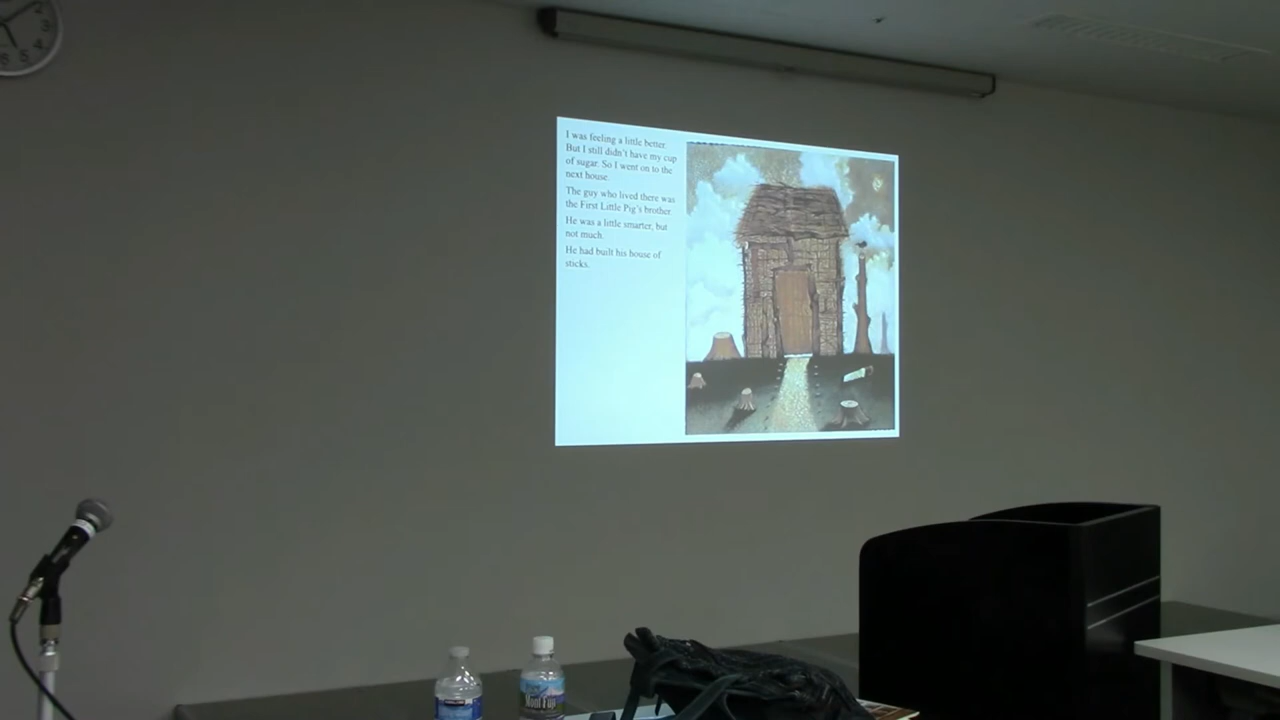 I was feeling a little better.
But I still didn't have my cup
of sugar. So I went on to the
next house.
The guy who lived there was
the First Little Pig's brother.
He was a little smarter, but
not much.
He had built his house of
sticks.